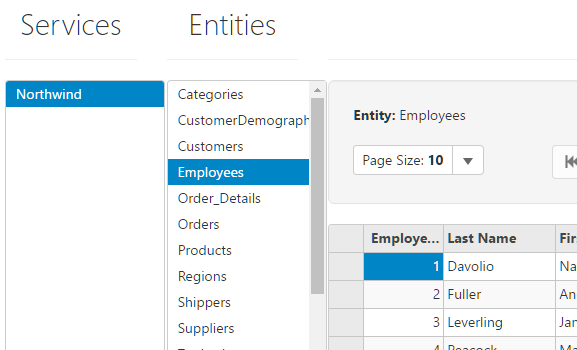 Services
Entities
Northwind
Categories
CustomerDemograph
Customers
Employees
Order_Details
Orders
Products
Regions
Shippers
Suppliers
Entity: Employees
Page Size: 10
Employe... Last Name Fir
1 Davolio Na
2 Fuller An
3 Leverling Jan
4 Peacock Ma